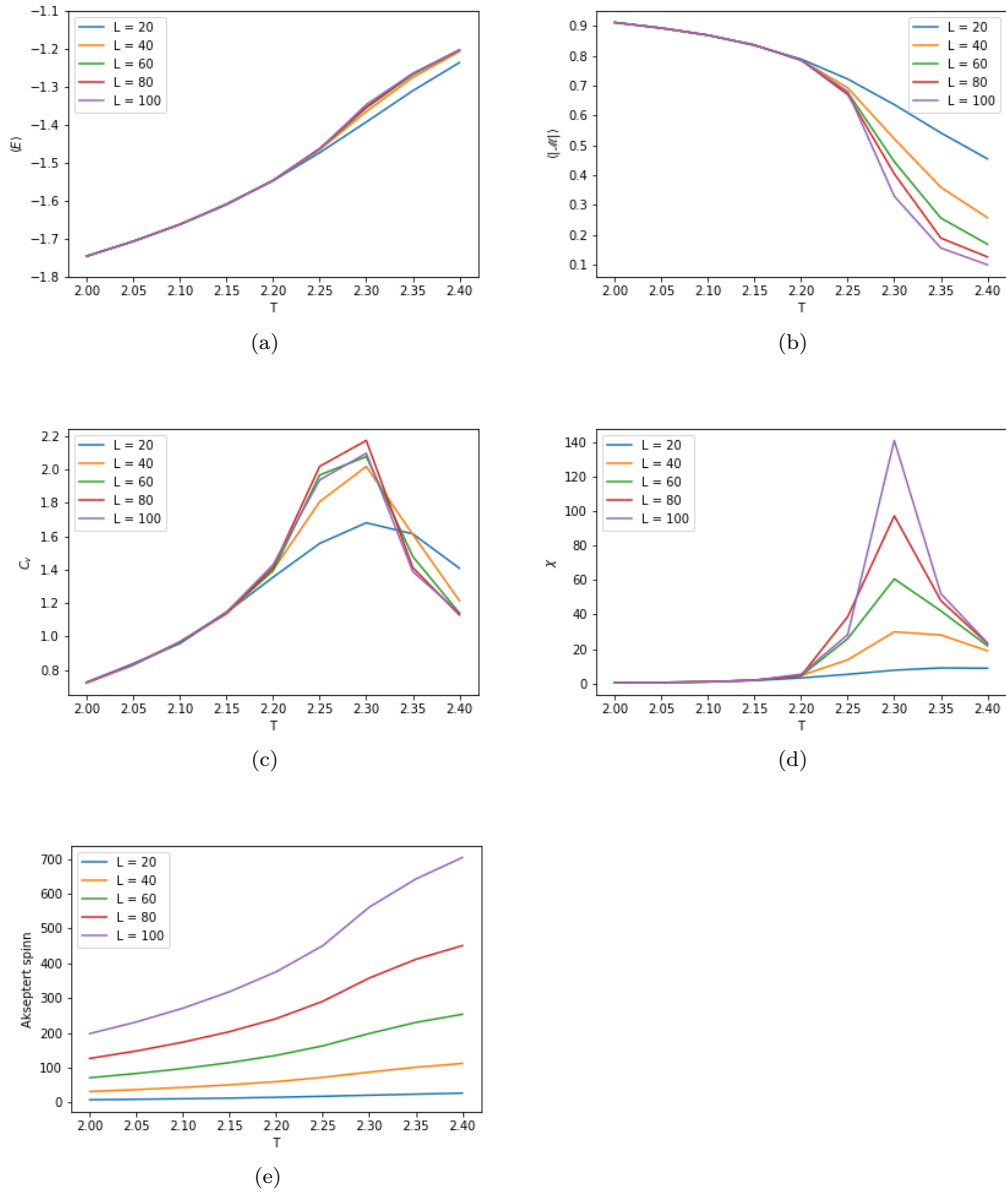 −1.1
−1.2
−1.3
−1.4
−1.5
−1.6
−1.7
−1.8
⟨E⟩
2.00 2.05 2.10 2.15 2.20 2.25 2.30 2.35 2.40
T
L = 20
L = 40
L = 60
L = 80
L = 100
(a)
0.9
0.8
0.7
0.6
0.5
0.4
0.3
0.2
0.1
⟨|ℳ|⟩
2.00 2.05 2.10 2.15 2.20 2.25 2.30 2.35 2.40
T
L = 20
L = 40
L = 60
L = 80
L = 100
(b)
2.2
2.0
1.8
1.6
1.4
1.2
1.0
0.8
C_v
2.00 2.05 2.10 2.15 2.20 2.25 2.30 2.35 2.40
T
L = 20
L = 40
L = 60
L = 80
L = 100
(c)
140
120
100
80
60
40
20
0
χ
2.00 2.05 2.10 2.15 2.20 2.25 2.30 2.35 2.40
T
L = 20
L = 40
L = 60
L = 80
L = 100
(d)
700
600
500
400
300
200
100
0
Akseptert spinn
2.00 2.05 2.10 2.15 2.20 2.25 2.30 2.35 2.40
T
L = 20
L = 40
L = 60
L = 80
L = 100
(e)